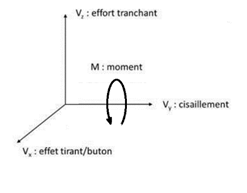 V_z : effort tranchant
M : moment
V_y : cisaillement
V_x : effet tirant/buton